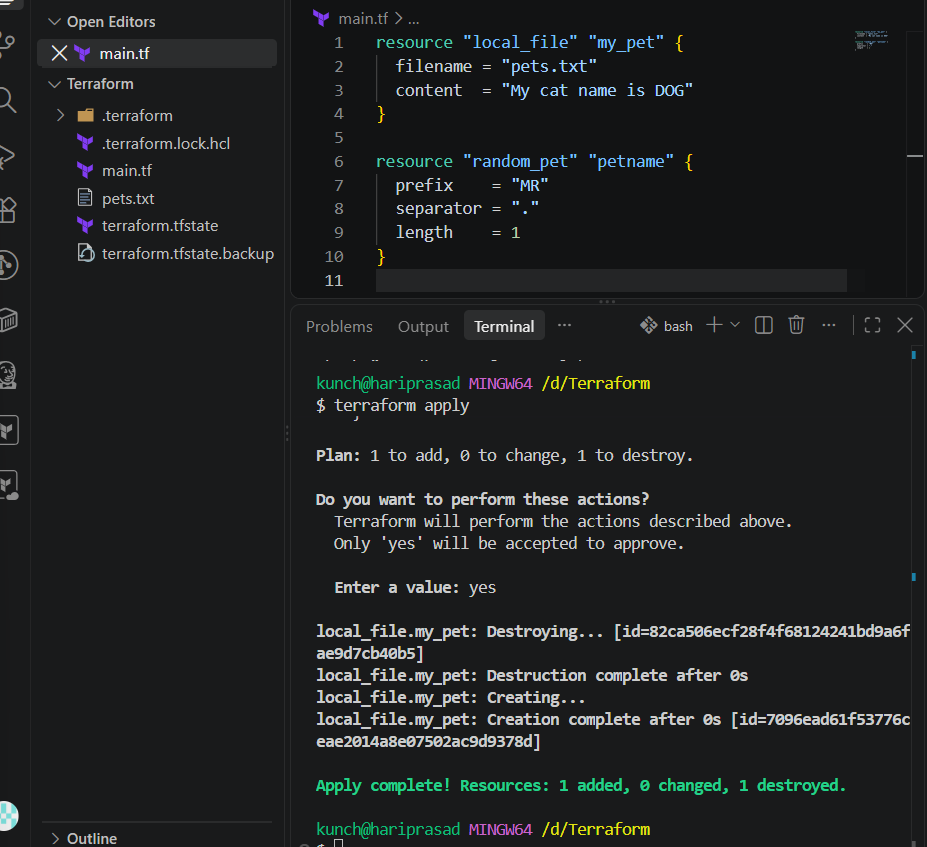 Open Editors
main.tf
Terraform
.terraform
.terraform.lock.hcl
main.tf
pets.txt
terraform.tfstate
terraform.tfstate.backup
Outline
main.tf > ...
1 resource "local_file" "my_pet" {
2 filename = "pets.txt"
3 content = "My cat name is DOG"
4 }
5
6 resource "random_pet" "petname" {
7 prefix = "MR"
8 separator = "."
9 length = 1
10 }
11
Problems Output Terminal ... bash
kunch@hariprasad MINGW64 /d/Terraform
$ terraform apply
Plan: 1 to add, 0 to change, 1 to destroy.
Do you want to perform these actions?
Terraform will perform the actions described above.
Only 'yes' will be accepted to approve.
Enter a value: yes
local_file.my_pet: Destroying... [id=82ca506ecf28f4f68124241bd9a6f
ae9d7cb40b5]
local_file.my_pet: Destruction complete after 0s
local_file.my_pet: Creating...
local_file.my_pet: Creation complete after 0s [id=7096ead61f53776c
eae2014a8e07502ac9d9378d]
Apply complete! Resources: 1 added, 0 changed, 1 destroyed.
kunch@hariprasad MINGW64 /d/Terraform
$